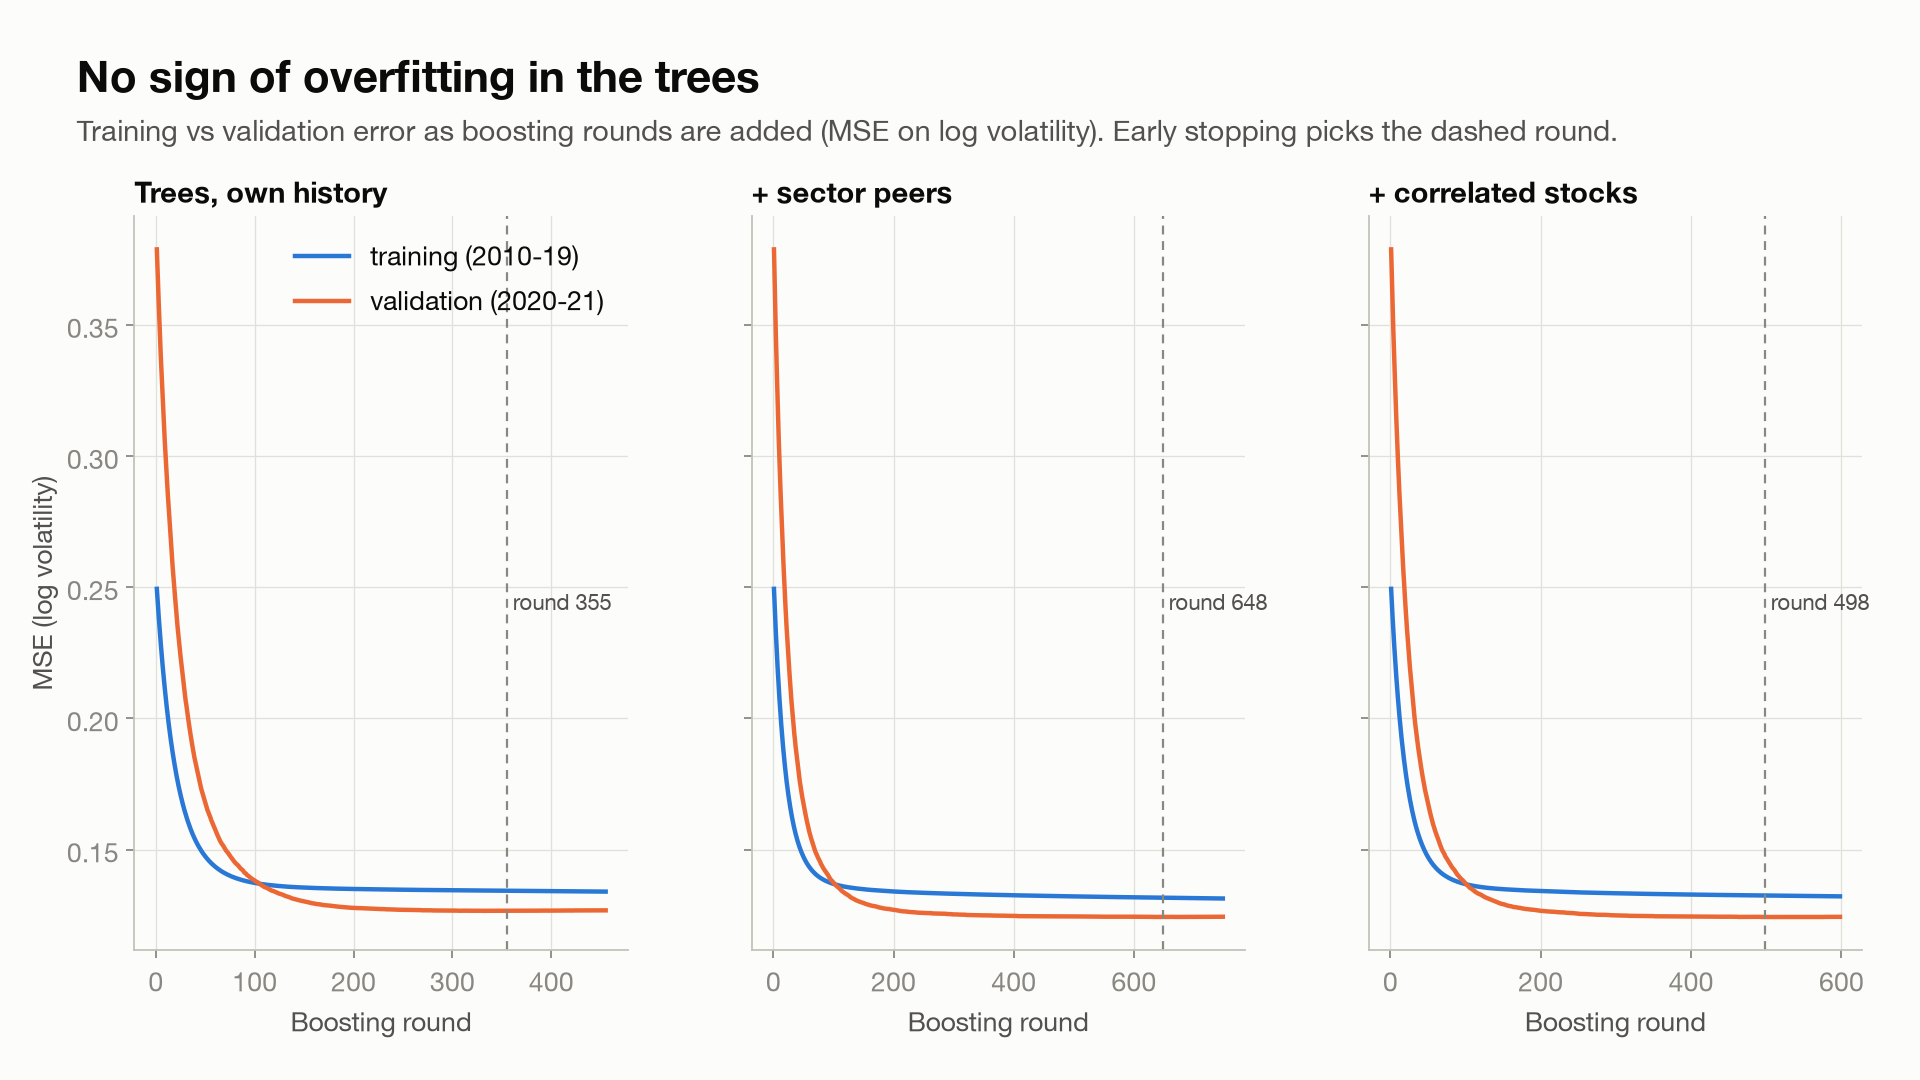 No sign of overfitting in the trees
Training vs validation error as boosting rounds are added (MSE on log volatility). Early stopping picks the dashed round.
Trees, own history
training (2010-19)
validation (2020-21)
round 355
MSE (log volatility)
0.35
0.30
0.25
0.20
0.15
0 100 200 300 400
Boosting round
+ sector peers
round 648
0 200 400 600
Boosting round
+ correlated stocks
round 498
0 200 400 600
Boosting round